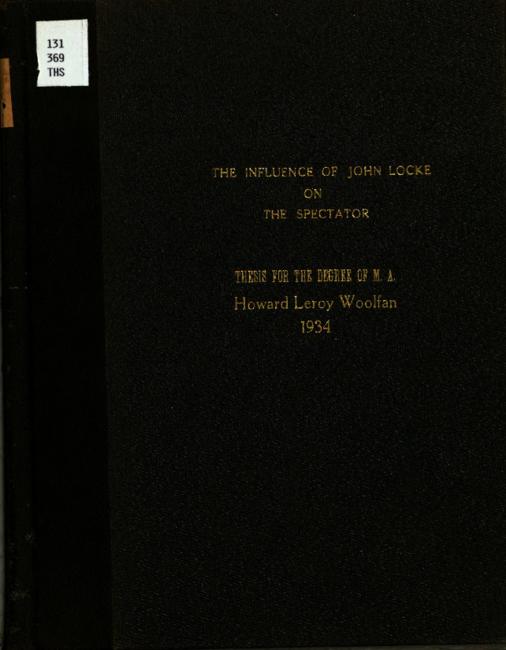 131
369
THS
THE INFLUENCE OF JOHN LOCKE
ON
THE SPECTATOR
THESIS FOR THE DEGREE OF M. A.
Howard Leroy Woolfan
1934